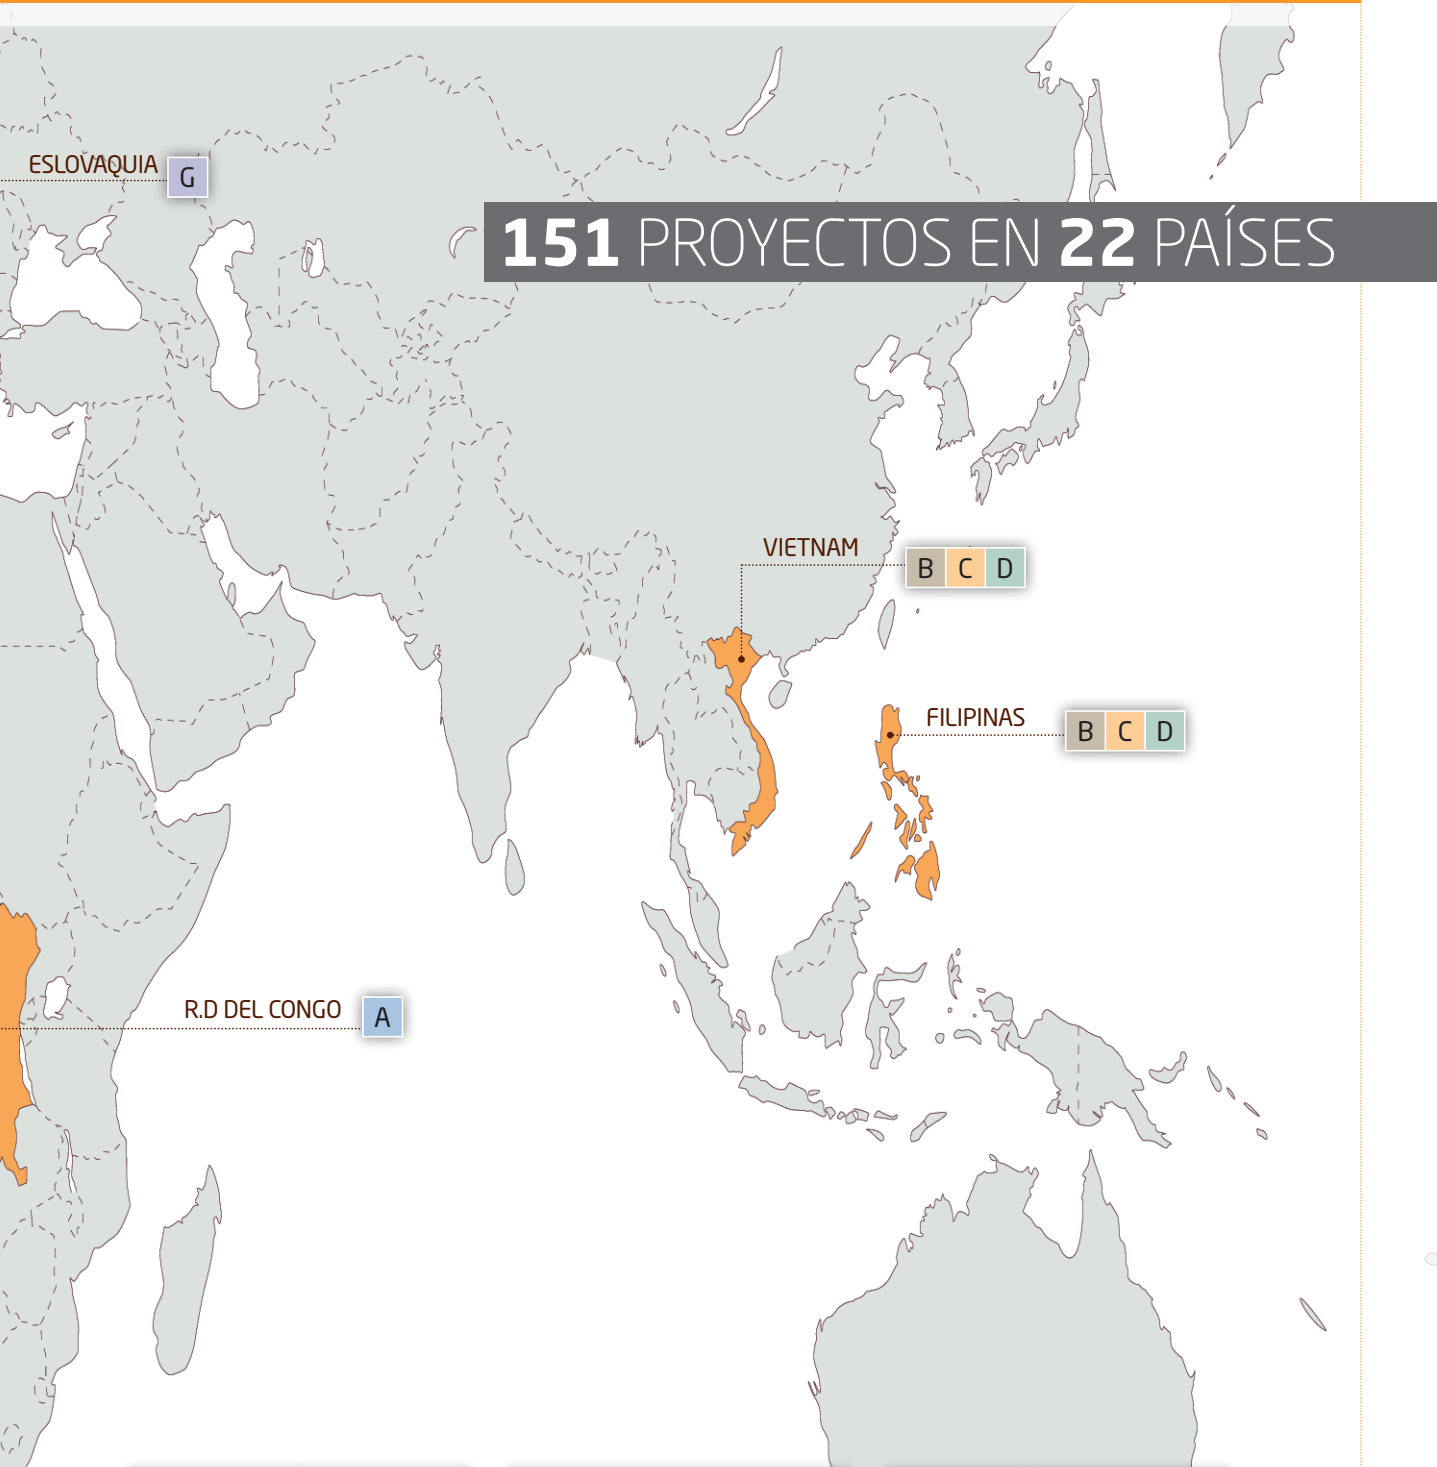 ESLOVAQUIA G
151 PROYECTOS EN 22 PAÍSES
VIETNAM B C D
FILIPINAS B C D
R.D DEL CONGO A